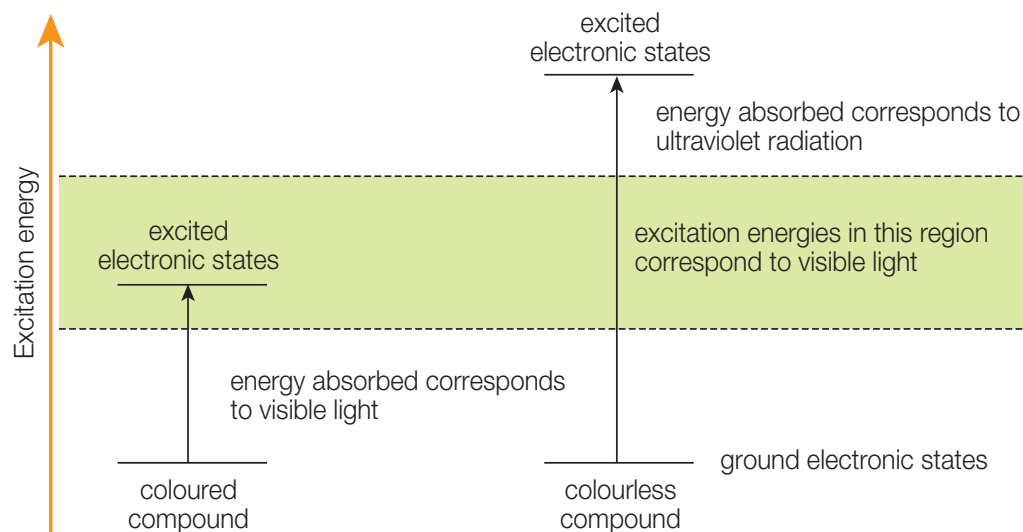 Excitation energy
excited
electronic states
energy absorbed corresponds to
ultraviolet radiation
excited
electronic states
excitation energies in this region
correspond to visible light
energy absorbed corresponds
to visible light
ground electronic states
coloured
compound
colourless
compound